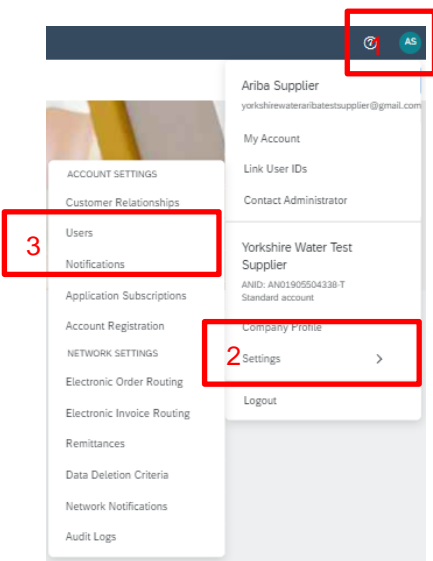 1
AS
Ariba Supplier
yorkshirewateraribatestsupplier@gmail.com
My Account
Link User IDs
Contact Administrator
Yorkshire Water Test
Supplier
ANID: AN01905504338-T
Standard account
Company Profile
2
Settings
Logout
ACCOUNT SETTINGS
Customer Relationships
3
Users
Notifications
Application Subscriptions
Account Registration
NETWORK SETTINGS
Electronic Order Routing
Electronic Invoice Routing
Remittances
Data Deletion Criteria
Network Notifications
Audit Logs